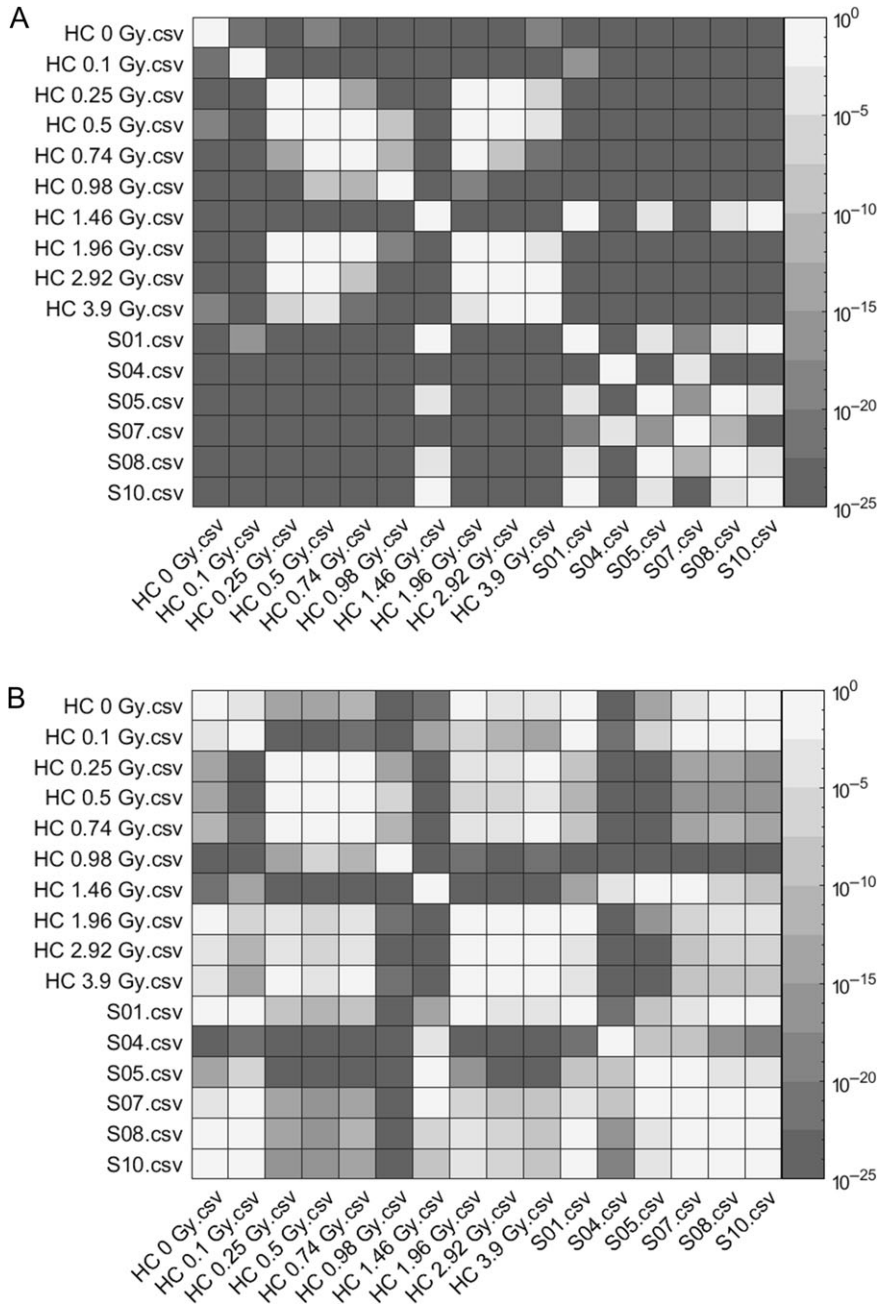 A
HC 0 Gy.csv
HC 0.1 Gy.csv
HC 0.25 Gy.csv
HC 0.5 Gy.csv
HC 0.74 Gy.csv
HC 0.98 Gy.csv
HC 1.46 Gy.csv
HC 1.96 Gy.csv
HC 2.92 Gy.csv
HC 3.9 Gy.csv
S01.csv
S04.csv
S05.csv
S07.csv
S08.csv
S10.csv
10⁰
10⁻⁵
10⁻¹⁰
10⁻¹⁵
10⁻²⁰
10⁻²⁵
HC 0 Gy.csv
HC 0.1 Gy.csv
HC 0.25 Gy.csv
HC 0.5 Gy.csv
HC 0.74 Gy.csv
HC 0.98 Gy.csv
HC 1.46 Gy.csv
HC 1.96 Gy.csv
HC 2.92 Gy.csv
HC 3.9 Gy.csv
S01.csv
S04.csv
S05.csv
S07.csv
S08.csv
S10.csv
B
HC 0 Gy.csv
HC 0.1 Gy.csv
HC 0.25 Gy.csv
HC 0.5 Gy.csv
HC 0.74 Gy.csv
HC 0.98 Gy.csv
HC 1.46 Gy.csv
HC 1.96 Gy.csv
HC 2.92 Gy.csv
HC 3.9 Gy.csv
S01.csv
S04.csv
S05.csv
S07.csv
S08.csv
S10.csv
10⁰
10⁻⁵
10⁻¹⁰
10⁻¹⁵
10⁻²⁰
10⁻²⁵
HC 0 Gy.csv
HC 0.1 Gy.csv
HC 0.25 Gy.csv
HC 0.5 Gy.csv
HC 0.74 Gy.csv
HC 0.98 Gy.csv
HC 1.46 Gy.csv
HC 1.96 Gy.csv
HC 2.92 Gy.csv
HC 3.9 Gy.csv
S01.csv
S04.csv
S05.csv
S07.csv
S08.csv
S10.csv